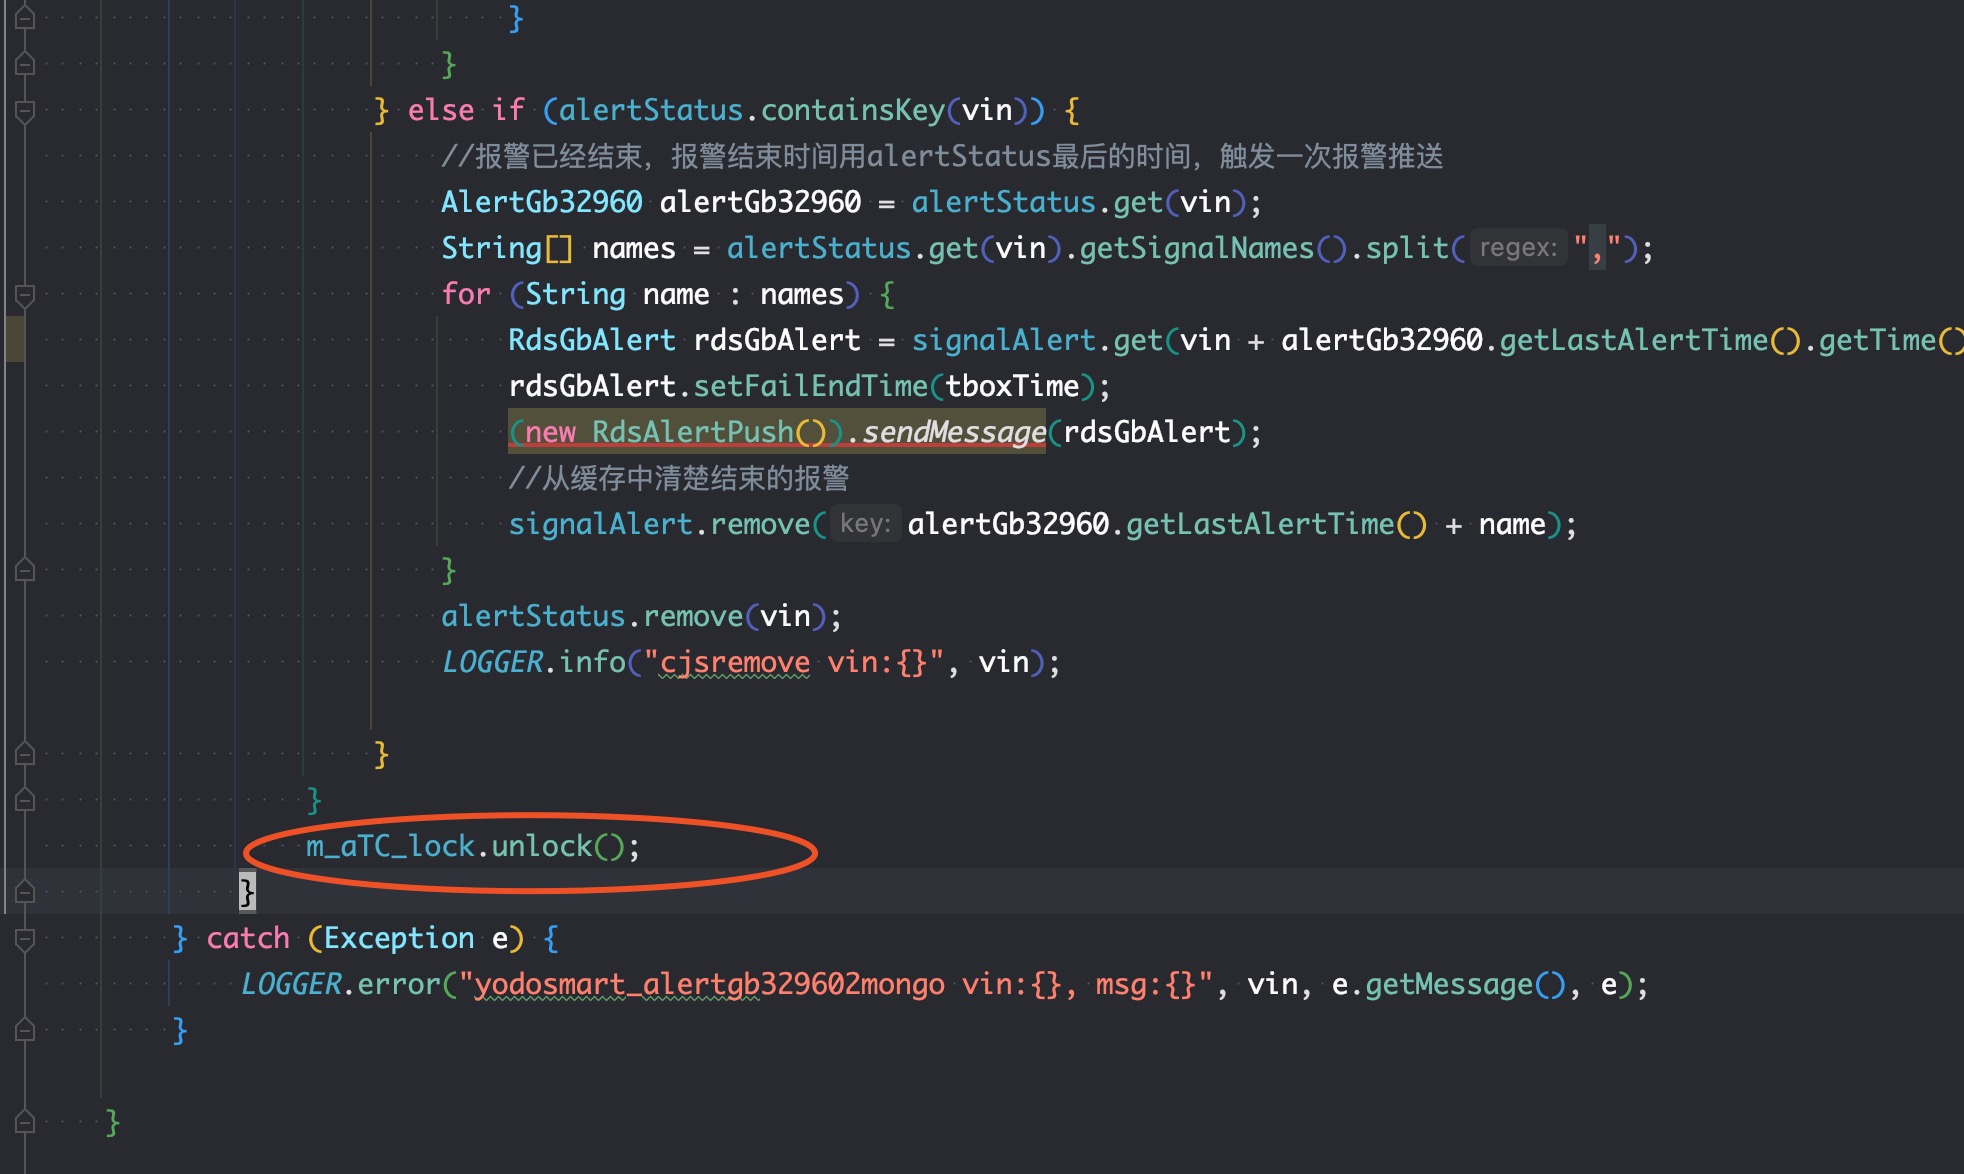 }
}
} else if (alertStatus.containsKey(vin)) {
//报警已经结束，报警结束时间用alertStatus最后的时间，触发一次报警推送
AlertGb32960 alertGb32960 = alertStatus.get(vin);
String[] names = alertStatus.get(vin).getSignalNames().split( regex: ",");
for (String name : names) {
RdsGbAlert rdsGbAlert = signalAlert.get(vin + alertGb32960.getLastAlertTime().getTime()
rdsGbAlert.setFailEndTime(tboxTime);
(new RdsAlertPush()).sendMessage(rdsGbAlert);
//从缓存中清楚结束的报警
signalAlert.remove( key: alertGb32960.getLastAlertTime() + name);
}
alertStatus.remove(vin);
LOGGER.info("cjsremove vin:{}", vin);
}
}
m_aTC_lock.unlock();
}
} catch (Exception e) {
LOGGER.error("yodosmart_alertgb329602mongo vin:{}, msg:{}", vin, e.getMessage(), e);
}
}